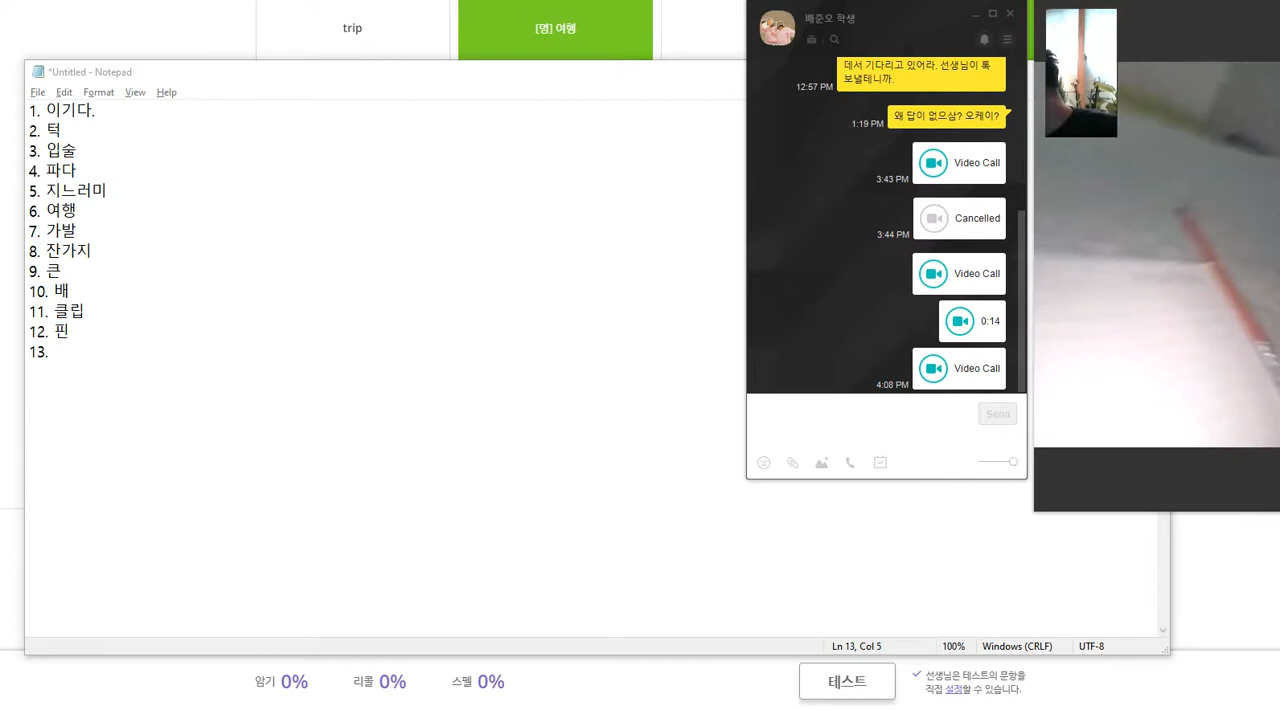 trip
[명] 여행
*Untitled - Notepad
File Edit Format View Help
1. 이기다.
2. 턱
3. 입술
4. 파다
5. 지느러미
6. 여행
7. 가발
8. 잔가지
9. 큰
10. 배
11. 클립
12. 핀
13.
Ln 13, Col 5
100%
Windows (CRLF)
UTF-8
배준오 학생
데서 기다리고 있어라. 선생님이 톡
보낼테니까.
12:57 PM
왜 답이 없으삼? 오케이?
1:19 PM
Video Call
3:43 PM
Cancelled
3:44 PM
Video Call
0:14
Video Call
4:08 PM
Send
암기 0% 리콜 0% 스펠 0%
테스트
선생님은 테스트의 문항을
직접 설정할 수 있습니다.